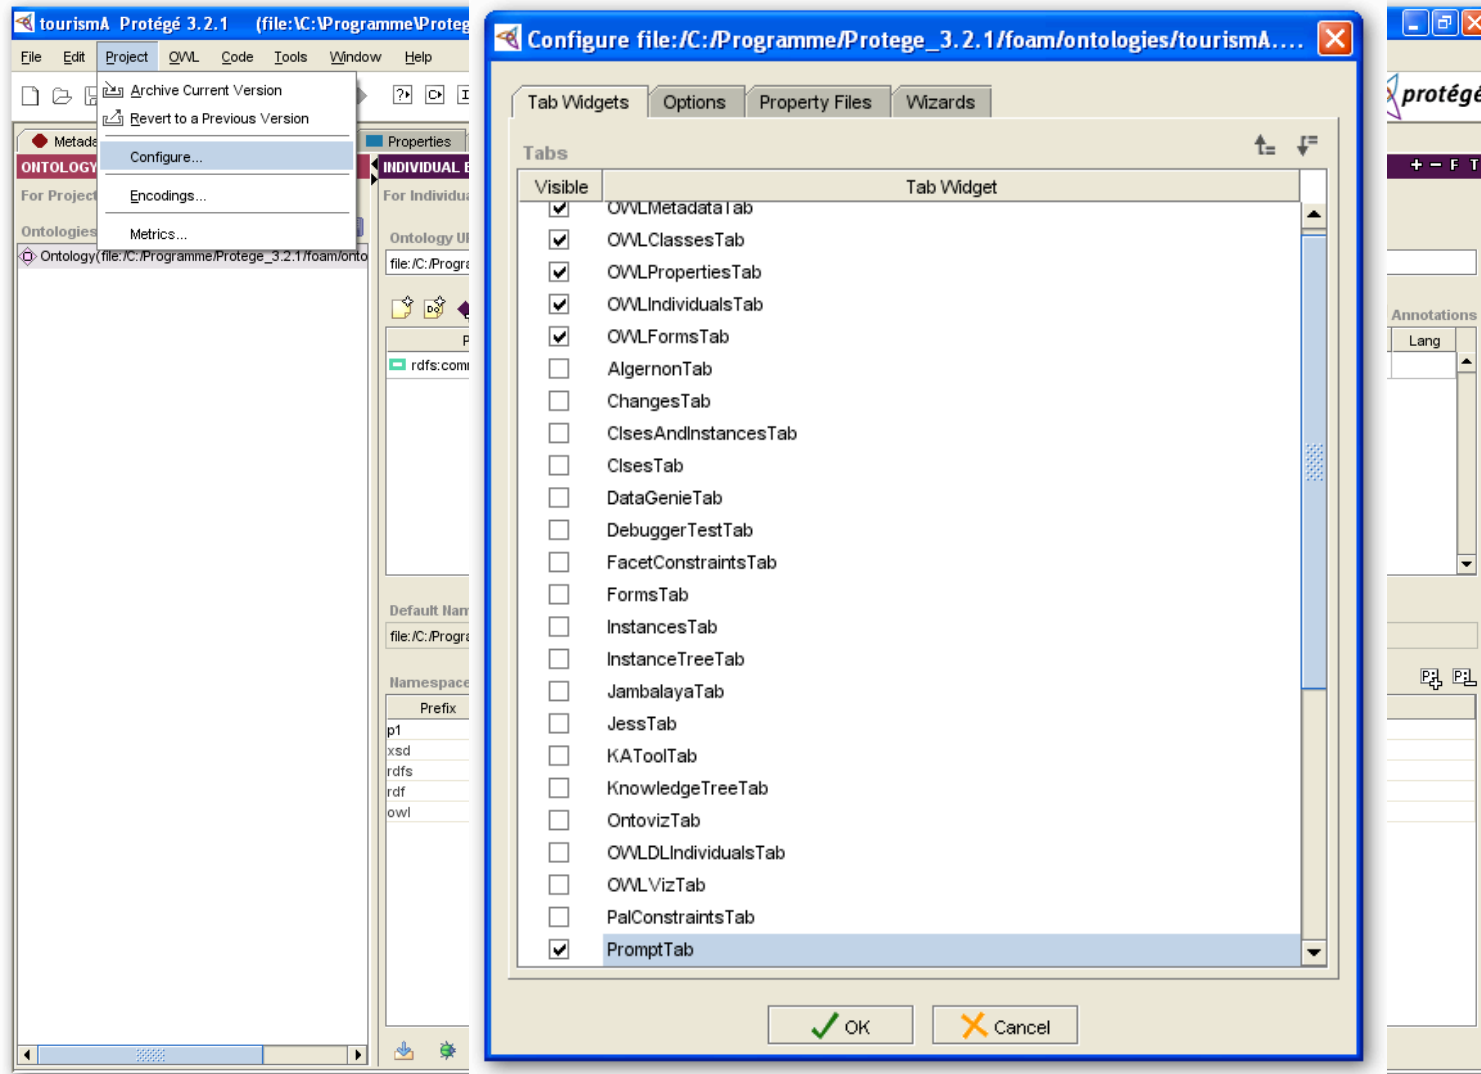 tourismA Protégé 3.2.1 (file:\C:\Programme\Proteg
File Edit Project OWL Code Tools Window Help
Archive Current Version
Revert to a Previous Version
Configure...
Encodings...
Metrics...
Metada
Properties
ONTOLOGY
INDIVIDUAL E
For Project
For Individua
Ontologies
Ontology UR
Ontology(file:/C:/Programme/Protege_3.2.1/foam/onto
file:/C:/Progra
rdfs:comm
Default Nam
file:/C:/Progra
Namespace
Prefix
p1
xsd
rdfs
rdf
owl
Configure file:/C:/Programme/Protege_3.2.1/foam/ontologies/tourismA....
Tab Widgets Options Property Files Wizards
Tabs
Visible Tab Widget
OWLMetadataTab
OWLClassesTab
OWLPropertiesTab
OWLIndividualsTab
OWLFormsTab
AlgernonTab
ChangesTab
ClsesAndInstancesTab
ClsesTab
DataGenieTab
DebuggerTestTab
FacetConstraintsTab
FormsTab
InstancesTab
InstanceTreeTab
JambalayaTab
JessTab
KAToolTab
KnowledgeTreeTab
OntovizTab
OWLDLIndividualsTab
OWLVizTab
PalConstraintsTab
PromptTab
OK Cancel
protégé
+ − F T
Annotations
Lang